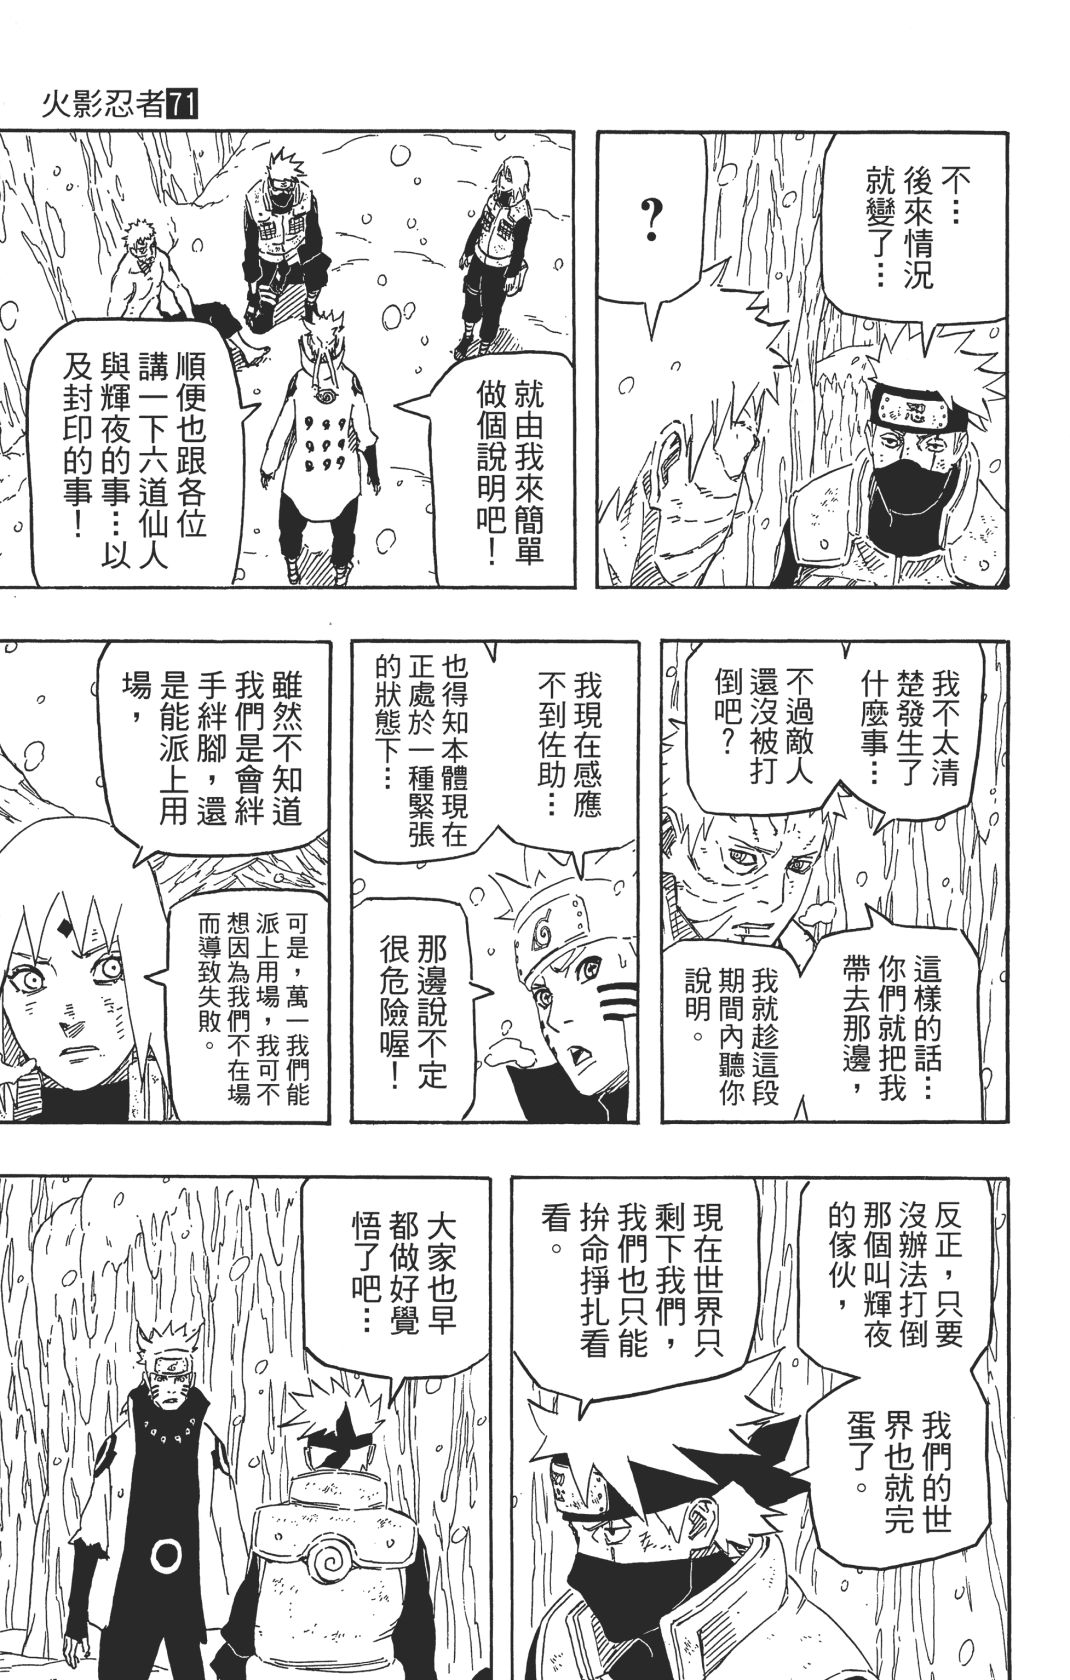 火影忍者71
不…
後來情況
就變了…
？
就由我來簡單
做個說明吧！
順便也跟各位
講一下六道仙人
與輝夜的事…以
及封印的事！
我不太清
楚發生了
什麼事…
不過敵人
還沒被打
倒吧？
這樣的話…
你們就把我
帶去那邊，
我就趁這段
期間內聽你
說明。
我現在感應
不到佐助…
也得知本體現在
正處於一種緊張
的狀態下…
那邊說不定
很危險喔！
雖然不知道
我們是會絆
手絆腳，還
是能派上用
場，
可是，萬一我們能
派上用場，我可不
想因為我們不在場
而導致失敗。
反正，只要
沒辦法打倒
那個叫輝夜
的傢伙，
我們的世
界也就完
蛋了。
現在世界只
剩下我們，
我們也只能
拚命掙扎看
看。
大家也早
都做好覺
悟了吧…